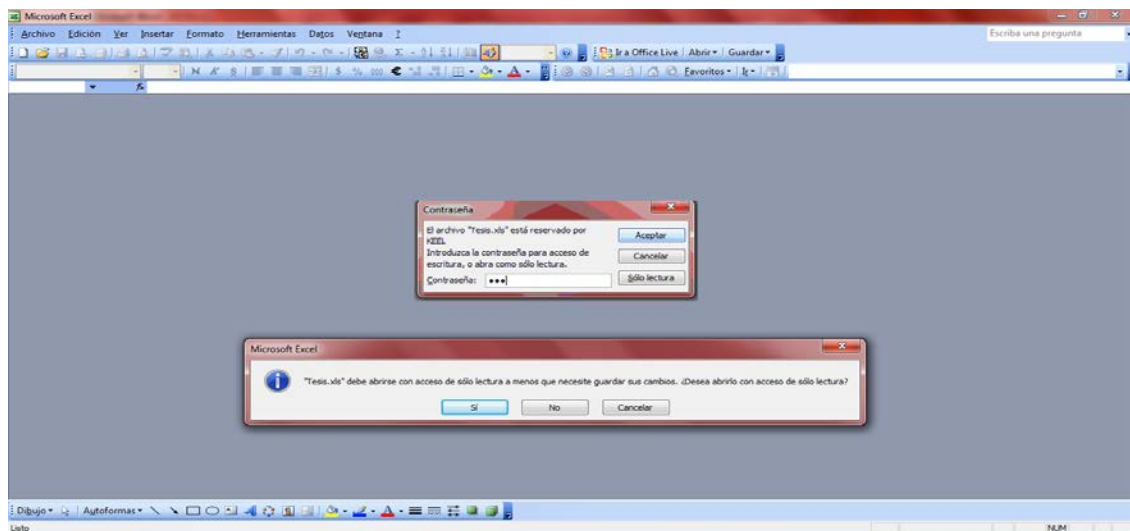 Microsoft Excel
Archivo Edición Ver Insertar Formato Herramientas Datos Ventana ? Escriba una pregunta
Ir a Office Live Abrir Guardar
N K S $ % 000 € Favoritos Ir
fx
Contraseña
El archivo "Tesis.xls" está reservado por
KEEL
Introduzca la contraseña para acceso de
escritura, o abra como sólo lectura.
Contraseña: •••
Aceptar
Cancelar
Sólo lectura
Microsoft Excel
"Tesis.xls" debe abrirse con acceso de sólo lectura a menos que necesite guardar sus cambios. ¿Desea abrirlo con acceso de sólo lectura?
Sí No Cancelar
Dibujo Autoformas
Listo NUM